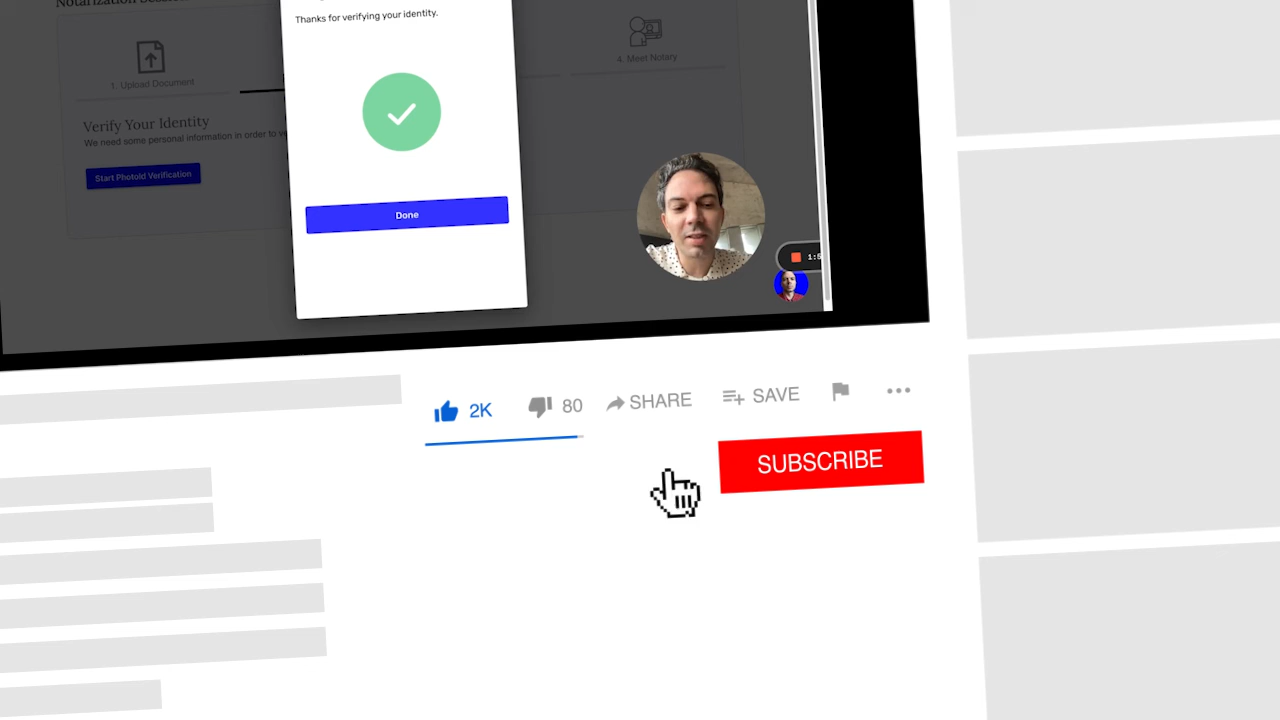 Notarization Session
Thanks for verifying your identity.
1. Upload Document
4. Meet Notary
Verify Your Identity
We need some personal information in order to
Start PhotoId Verification
Done
2K
80
SHARE
SAVE
SUBSCRIBE